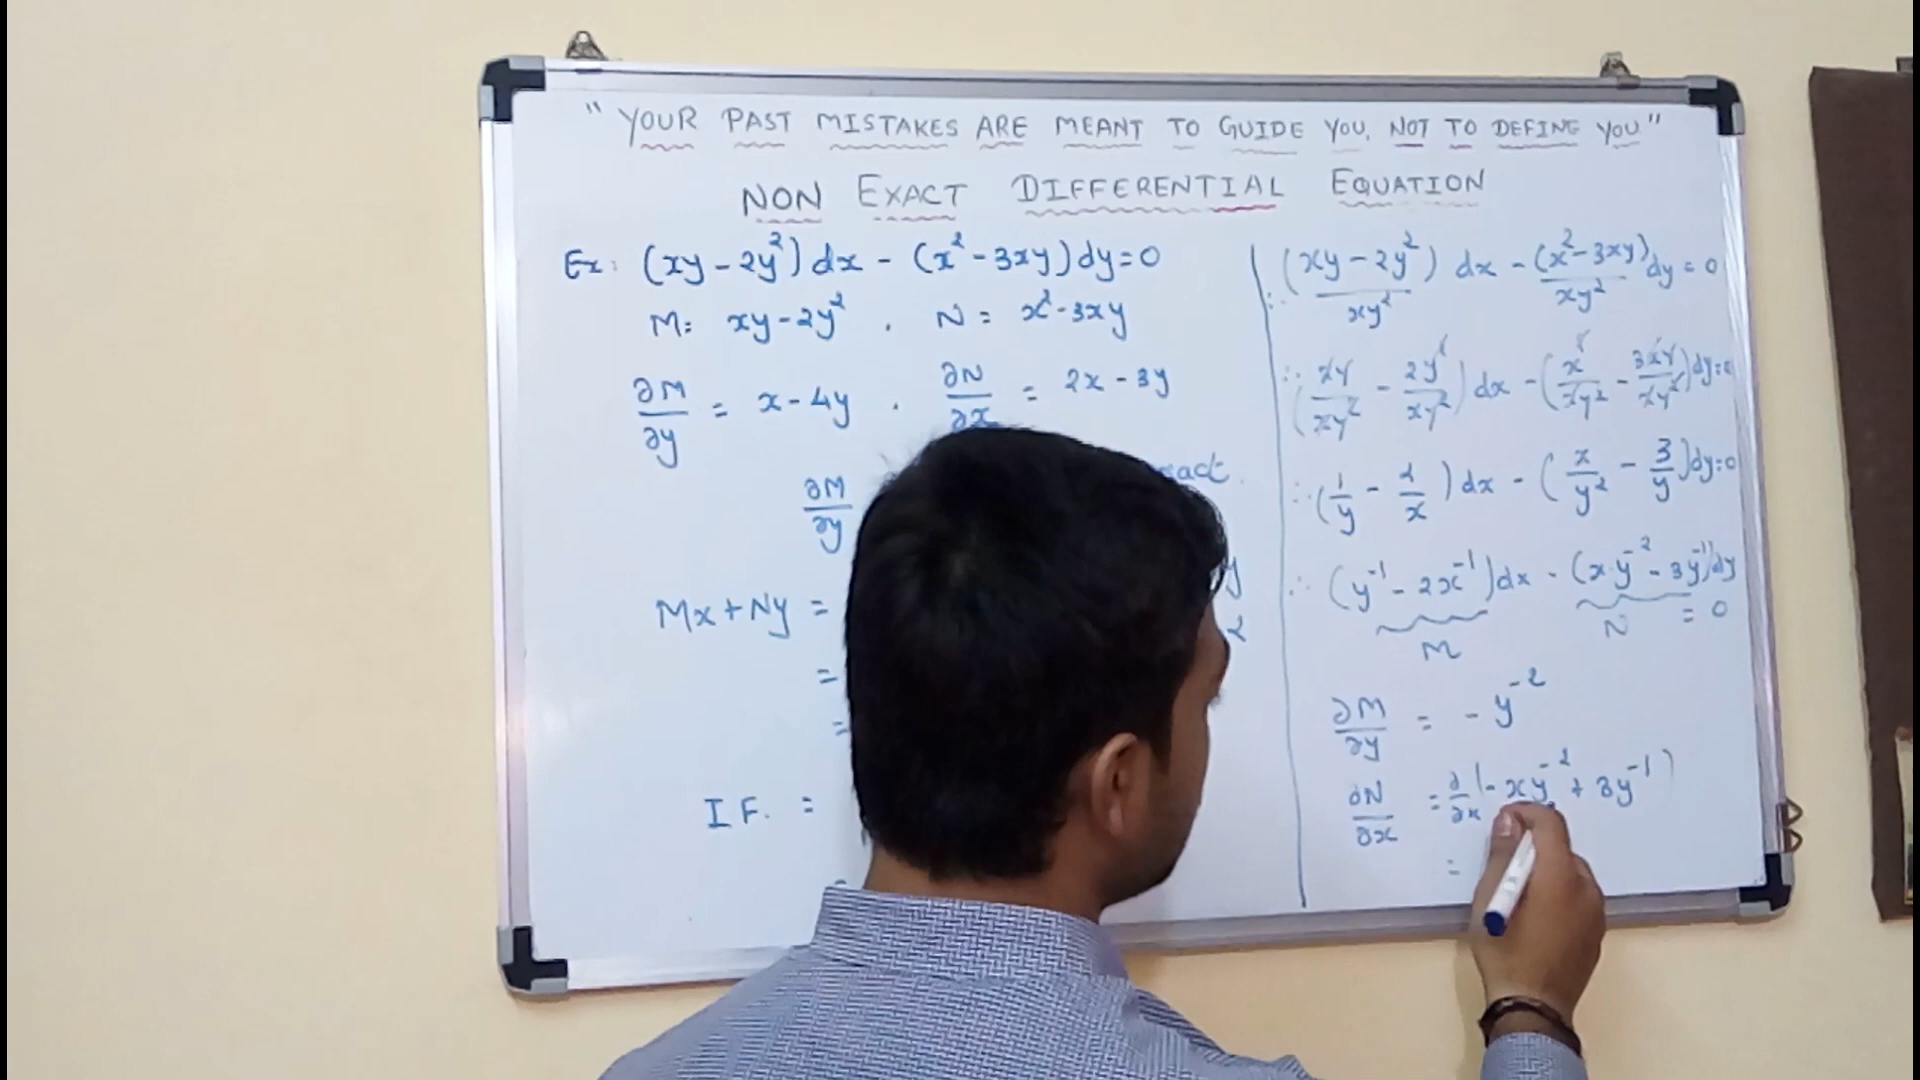 "YOUR PAST MISTAKES ARE MEANT TO GUIDE YOU, NOT TO DEFINE YOU"
NON EXACT DIFFERENTIAL EQUATION
Ex: (xy - 2y²) dx - (x² - 3xy) dy = 0
M = xy - 2y² , N = x² - 3xy
∂M/∂y = x - 4y , ∂N/∂x = 2x - 3y
∂M/∂y
Mx + Ny =
=
=
I.F. =
∴ (xy - 2y²)/xy² dx - (x² - 3xy)/xy² dy = 0
∴ (xy/xy² - 2y²/xy²) dx - (x²/xy² - 3xy/xy²) dy = 0
∴ (1/y - 2/x) dx - (x/y² - 3/y) dy = 0
∴ (y⁻¹ - 2x⁻¹) dx - (x·y⁻² - 3y⁻¹) dy
= 0
M N
∂M/∂y = - y⁻²
∂N/∂x = ∂/∂x (- xy⁻² + 3y⁻¹)
=